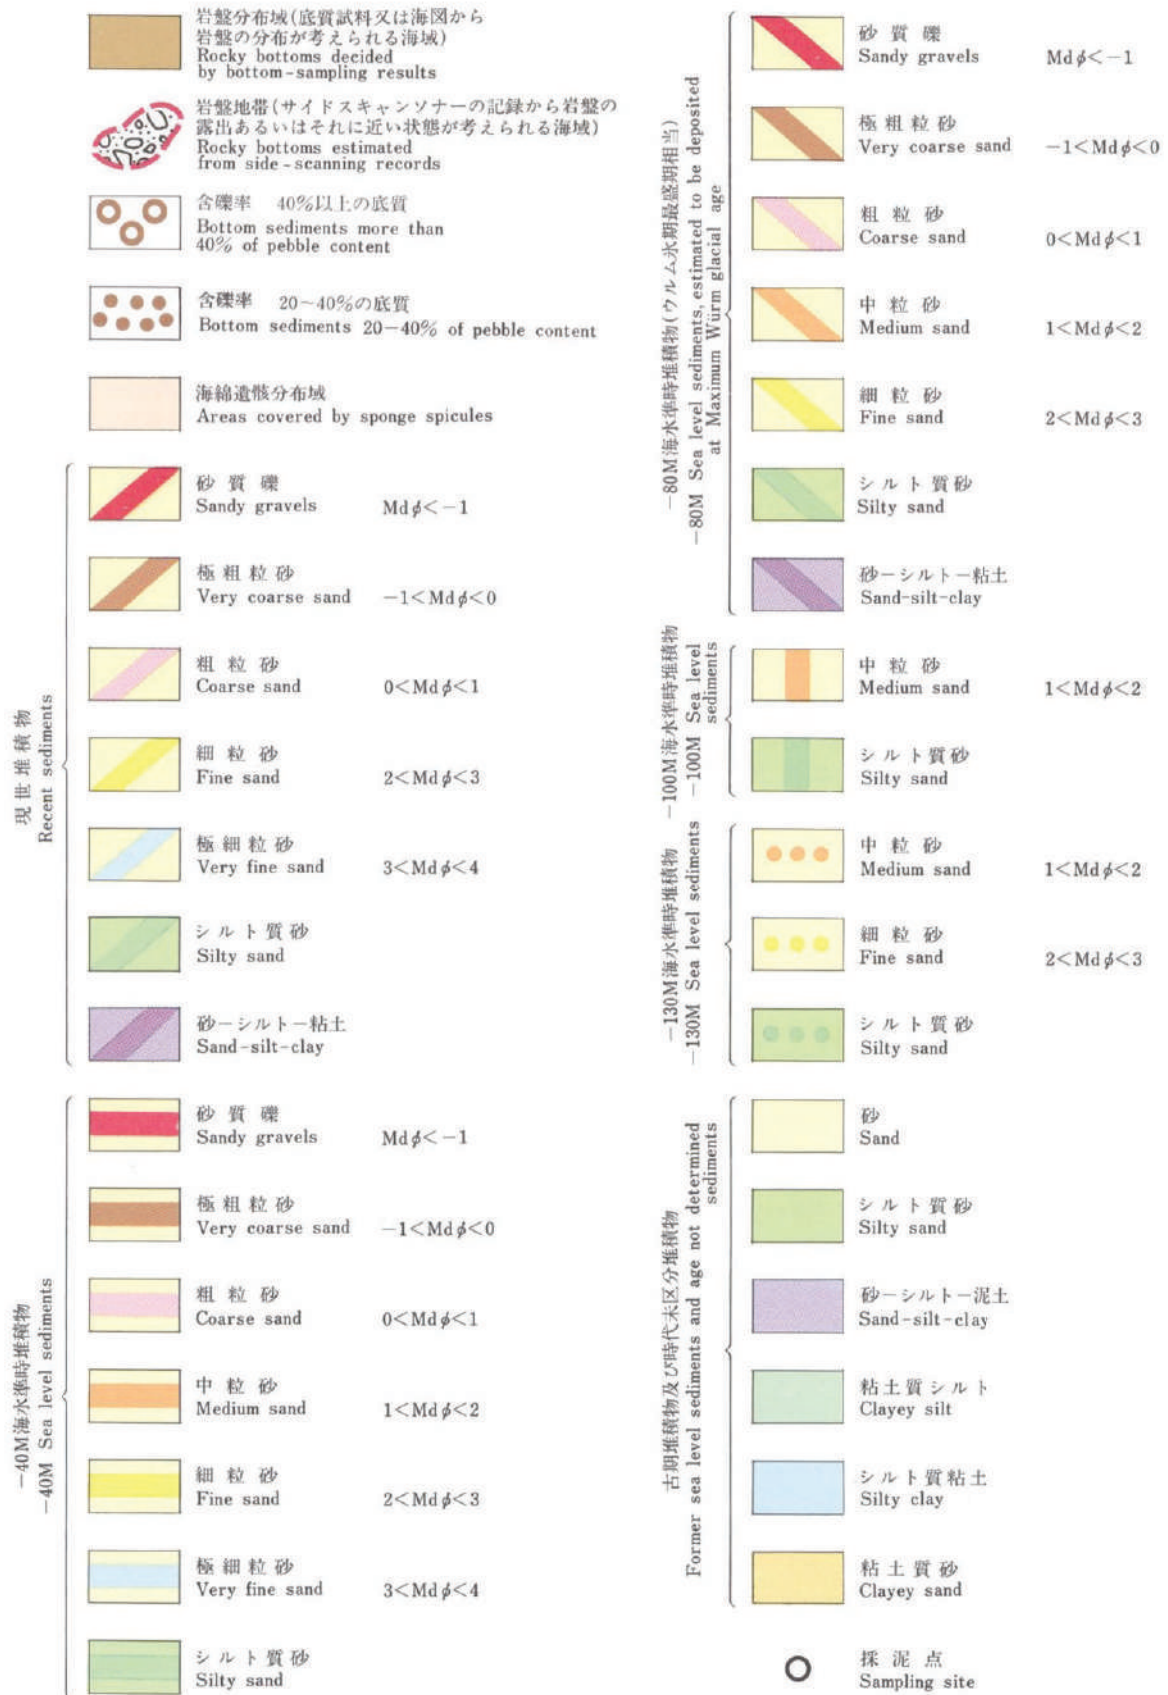 岩盤分布域(底質試料又は海図から
岩盤の分布が考えられる海域)
Rocky bottoms decided
by bottom-sampling results
岩盤地帯(サイドスキャンソナーの記録から岩盤の
露出あるいはそれに近い状態が考えられる海域)
Rocky bottoms estimated
from side-scanning records
含礫率 40%以上の底質
Bottom sediments more than
40% of pebble content
含礫率 20~40%の底質
Bottom sediments 20-40% of pebble content
海綿遺骸分布域
Areas covered by sponge spicules
現世堆積物
Recent sediments
砂質礫
Sandy gravels Mdφ<-1
極粗粒砂
Very coarse sand -1<Mdφ<0
粗粒砂
Coarse sand 0<Mdφ<1
細粒砂
Fine sand 2<Mdφ<3
極細粒砂
Very fine sand 3<Mdφ<4
シルト質砂
Silty sand
砂-シルト-粘土
Sand-silt-clay
-40M海水準時堆積物
-40M Sea level sediments
砂質礫
Sandy gravels Mdφ<-1
極粗粒砂
Very coarse sand -1<Mdφ<0
粗粒砂
Coarse sand 0<Mdφ<1
中粒砂
Medium sand 1<Mdφ<2
細粒砂
Fine sand 2<Mdφ<3
極細粒砂
Very fine sand 3<Mdφ<4
シルト質砂
Silty sand
-80M海水準時堆積物(ウルム氷期最盛期相当)
-80M Sea level sediments, estimated to be deposited
at Maximum Würm glacial age
砂質礫
Sandy gravels Mdφ<-1
極粗粒砂
Very coarse sand -1<Mdφ<0
粗粒砂
Coarse sand 0<Mdφ<1
中粒砂
Medium sand 1<Mdφ<2
細粒砂
Fine sand 2<Mdφ<3
シルト質砂
Silty sand
砂-シルト-粘土
Sand-silt-clay
-100M海水準時堆積物
-100M Sea level
sediments
中粒砂
Medium sand 1<Mdφ<2
シルト質砂
Silty sand
-130M海水準時堆積物
-130M Sea level sediments
中粒砂
Medium sand 1<Mdφ<2
細粒砂
Fine sand 2<Mdφ<3
シルト質砂
Silty sand
古期堆積物及び時代未区分堆積物
Former sea level sediments and age not determined
sediments
砂
Sand
シルト質砂
Silty sand
砂-シルト-泥土
Sand-silt-clay
粘土質シルト
Clayey silt
シルト質粘土
Silty clay
粘土質砂
Clayey sand
採泥点
Sampling site